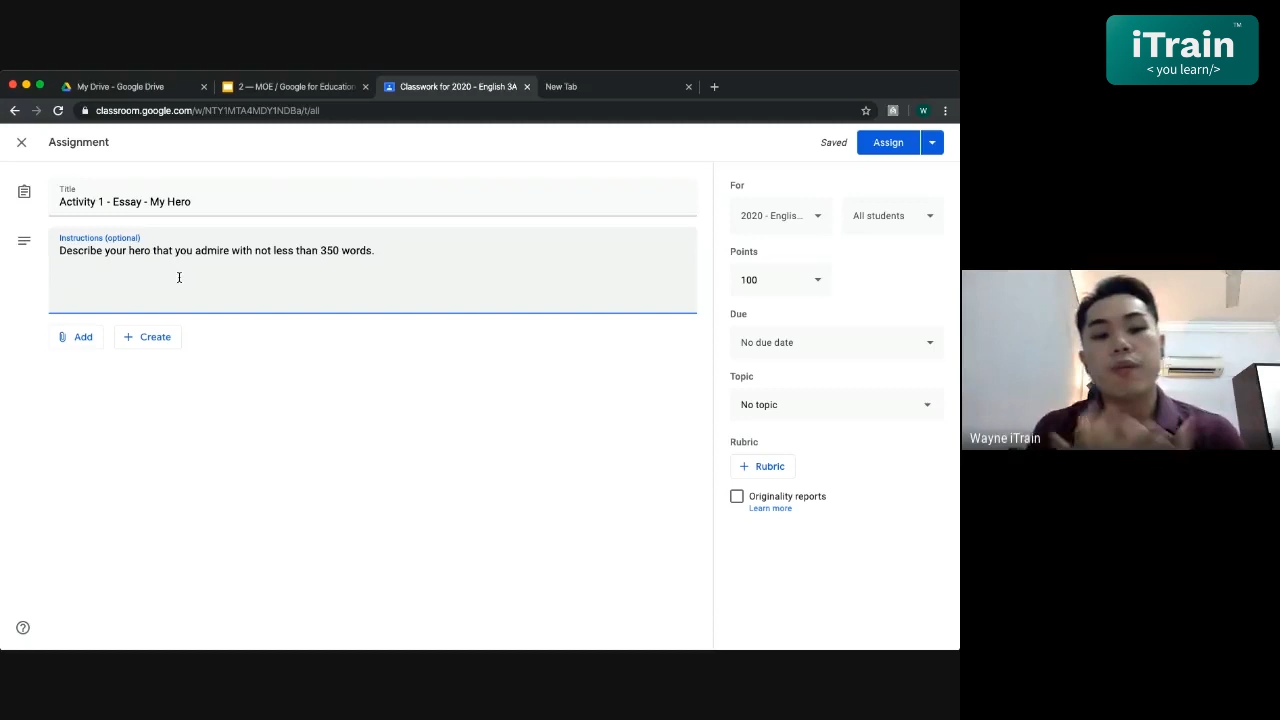 iTrain™
< you learn/>
My Drive - Google Drive
2 — MOE / Google for Education
Classwork for 2020 - English 3A
New Tab
classroom.google.com/w/NTY1MTA4MDY1NDBa/t/all
W
Assignment
Saved
Assign
Title
Activity 1 - Essay - My Hero
Instructions (optional)
Describe your hero that you admire with not less than 350 words.
Add
Create
For
2020 - Englis...
All students
Points
100
Due
No due date
Topic
No topic
Rubric
+ Rubric
Originality reports
Learn more
Wayne iTrain